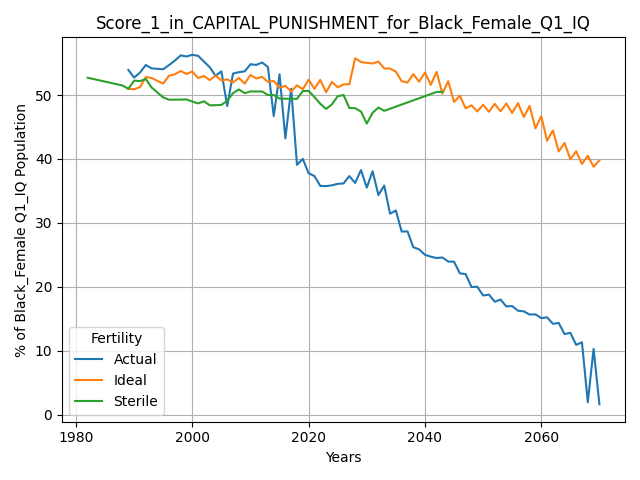 Score_1_in_CAPITAL_PUNISHMENT_for_Black_Female_Q1_IQ
% of Black_Female Q1_IQ Population
50
40
30
20
10
0
Fertility
Actual
Ideal
Sterile
1980 2000 2020 2040 2060
Years